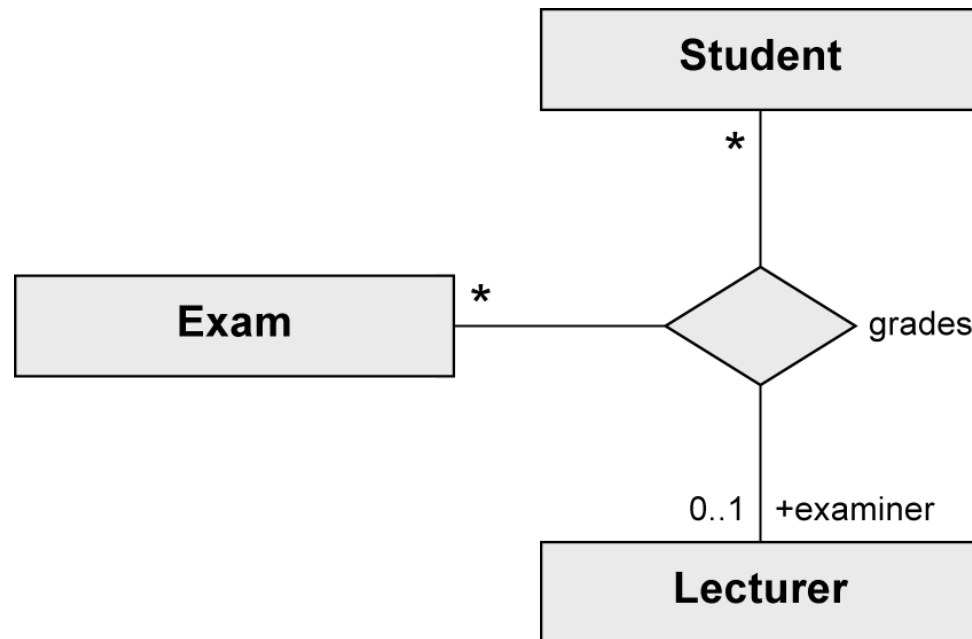 Student
*
Exam
*
grades
0..1
+examiner
Lecturer